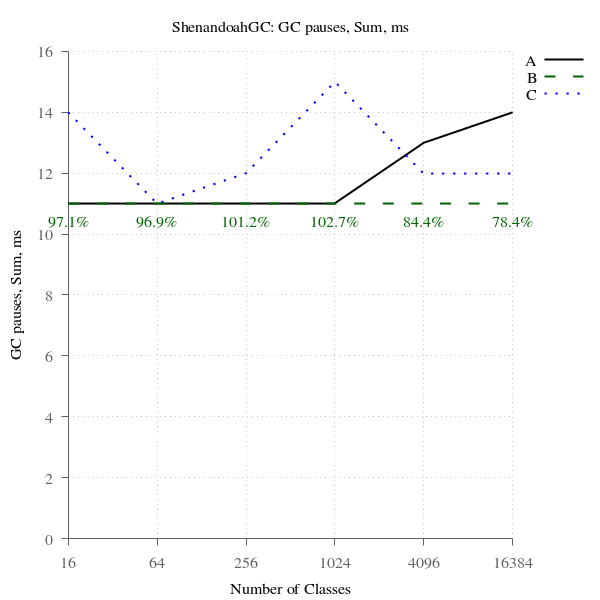 ShenandoahGC: GC pauses, Sum, ms
16
A
B
C
14
12
97.1% 96.9% 101.2% 102.7% 84.4% 78.4%
10
GC pauses, Sum, ms
8
6
4
2
0
16 64 256 1024 4096 16384
Number of Classes